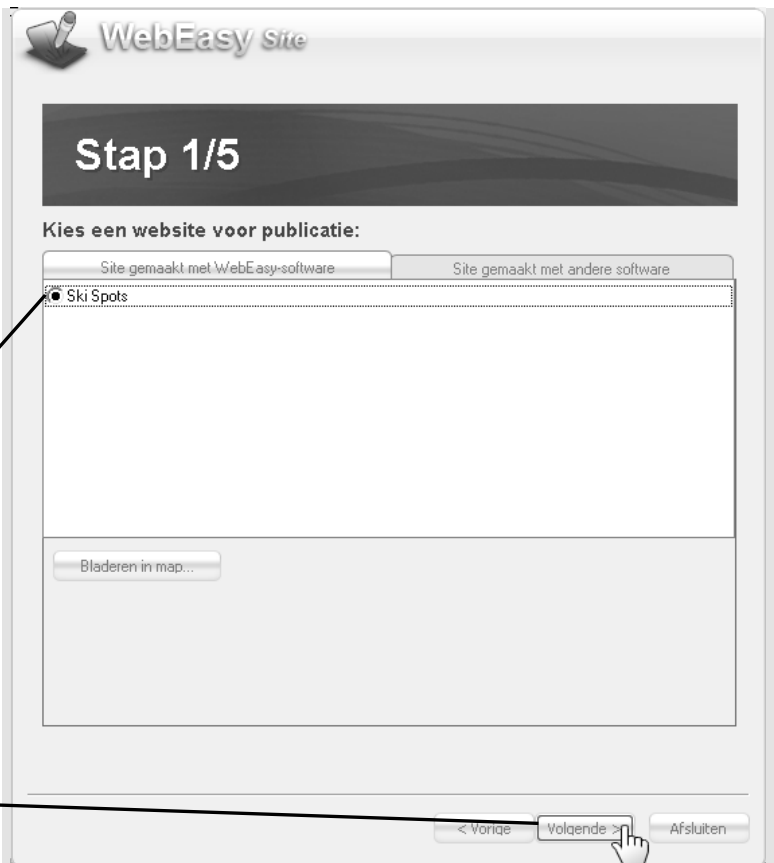 WebEasy Site
Stap 1/5
Kies een website voor publicatie:
Site gemaakt met WebEasy-software
Site gemaakt met andere software
Ski Spots
Bladeren in map...
< Vorige
Volgende >
Afsluiten